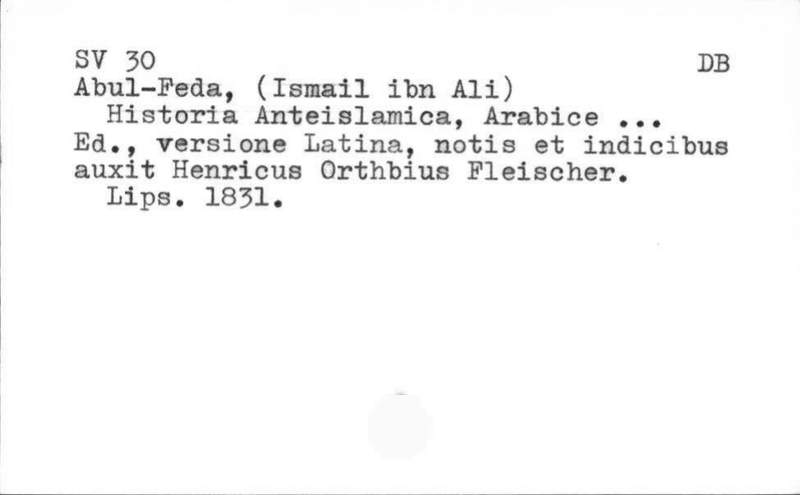 SV 30 DB
Abul-Feda, (Ismail ibn Ali)
Historia Anteislamica, Arabice ...
Ed., versione Latina, notis et indicibus
auxit Henricus Orthbius Fleischer.
Lips. 1831.